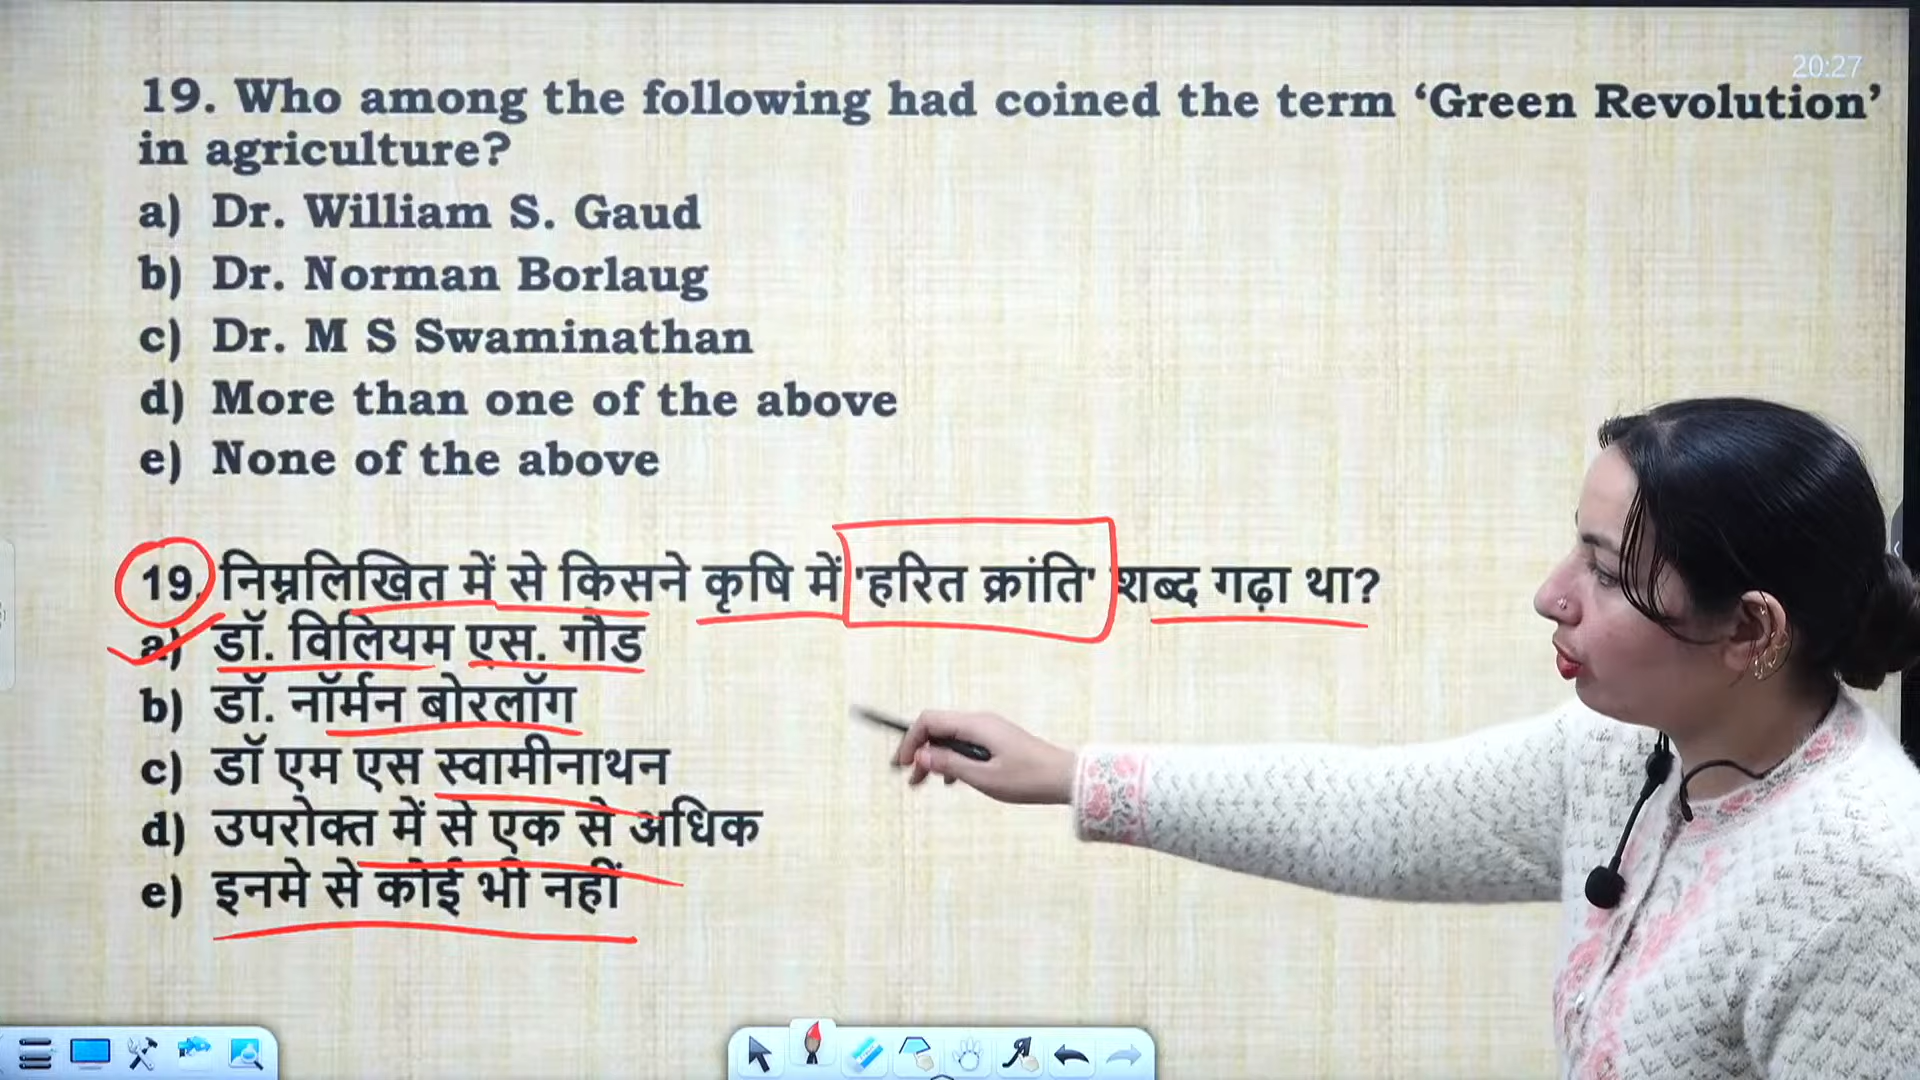 20:27
19. Who among the following had coined the term ‘Green Revolution’
in agriculture?
a) Dr. William S. Gaud
b) Dr. Norman Borlaug
c) Dr. M S Swaminathan
d) More than one of the above
e) None of the above
19. निम्नलिखित में से किसने कृषि में 'हरित क्रांति' शब्द गढ़ा था?
a) डॉ. विलियम एस. गौड
b) डॉ. नॉर्मन बोरलॉग
c) डॉ एम एस स्वामीनाथन
d) उपरोक्त में से एक से अधिक
e) इनमे से कोई भी नहीं